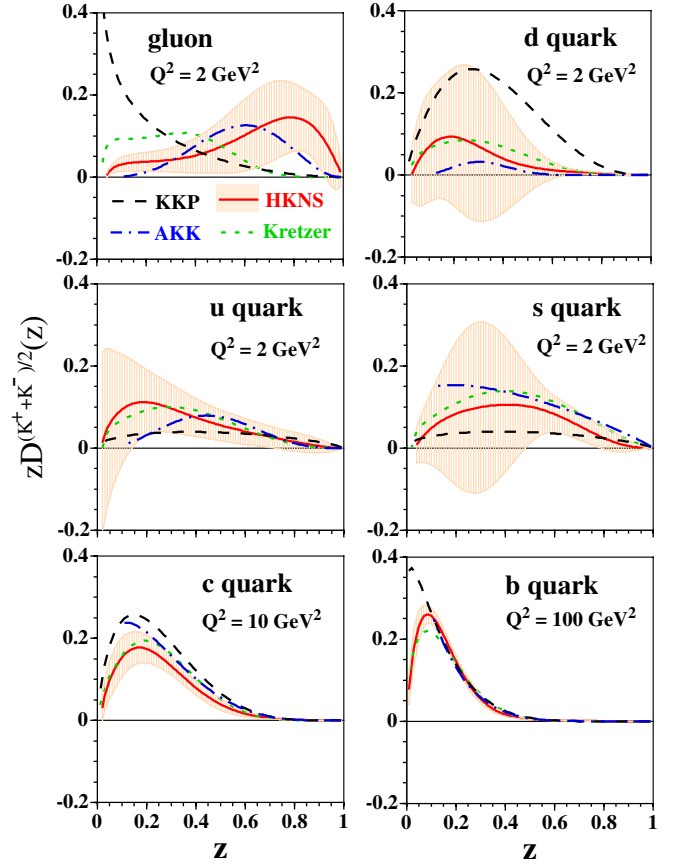 0.4
0.2
0
-0.2
gluon
Q² = 2 GeV²
KKP
HKNS
AKK
Kretzer
0.4
0.2
0
-0.2
d quark
Q² = 2 GeV²
zD^(K⁺+K⁻)/2(z)
0.4
0.2
0
-0.2
u quark
Q² = 2 GeV²
0.4
0.2
0
-0.2
s quark
Q² = 2 GeV²
0.4
0.2
0
-0.2
c quark
Q² = 10 GeV²
0 0.2 0.4 0.6 0.8 1
z
0.4
0.2
0
-0.2
b quark
Q² = 100 GeV²
0 0.2 0.4 0.6 0.8 1
z